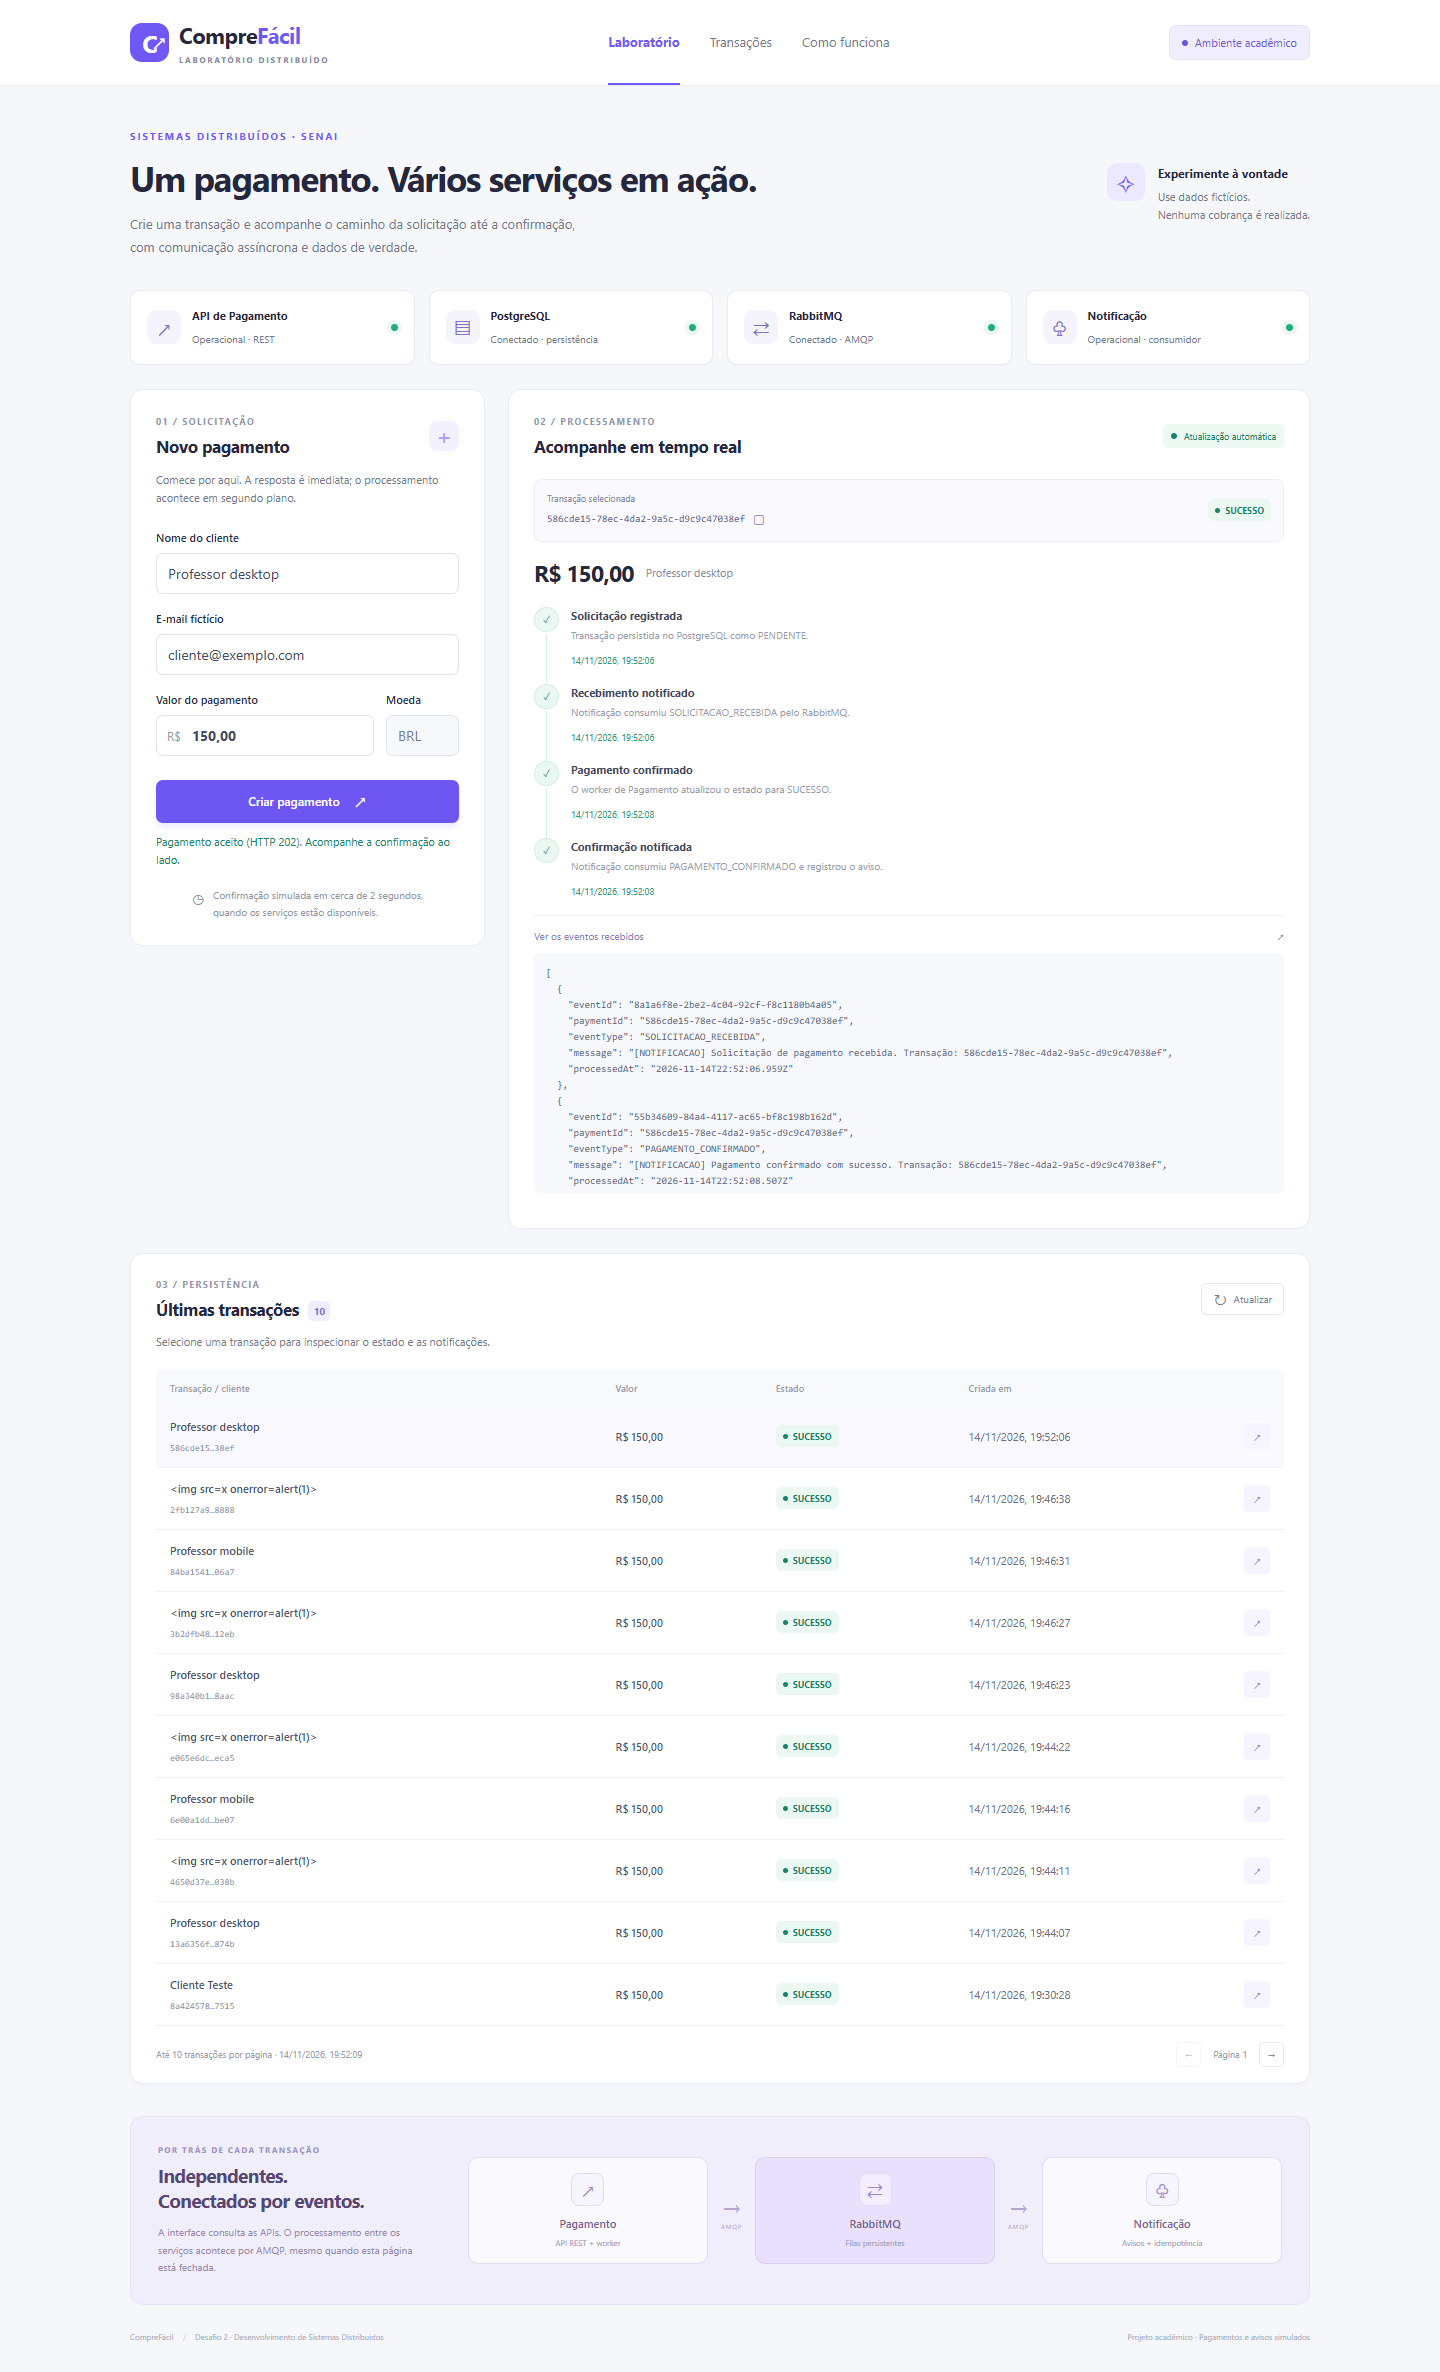 CompreFácil
LABORATÓRIO DISTRIBUÍDO
Laboratório
Transações
Como funciona
Ambiente acadêmico
SISTEMAS DISTRIBUÍDOS · SENAI
Um pagamento. Vários serviços em ação.
Crie uma transação e acompanhe o caminho da solicitação até a confirmação,
com comunicação assíncrona e dados de verdade.
Experimente à vontade
Use dados fictícios.
Nenhuma cobrança é realizada.
API de Pagamento
Operacional · REST
PostgreSQL
Conectado · persistência
RabbitMQ
Conectado · AMQP
Notificação
Operacional · consumidor
01 / SOLICITAÇÃO
Novo pagamento
Comece por aqui. A resposta é imediata; o processamento
acontece em segundo plano.
Nome do cliente
Professor desktop
E-mail fictício
cliente@exemplo.com
Valor do pagamento
Moeda
R$ 150,00
BRL
Criar pagamento ↗
Pagamento aceito (HTTP 202). Acompanhe a confirmação ao
lado.
Confirmação simulada em cerca de 2 segundos,
quando os serviços estão disponíveis.
02 / PROCESSAMENTO
Acompanhe em tempo real
Atualização automática
Transação selecionada
586cde15-78ec-4da2-9a5c-d9c9c47038ef
SUCESSO
R$ 150,00 Professor desktop
Solicitação registrada
Transação persistida no PostgreSQL como PENDENTE.
14/11/2026, 19:52:06
Recebimento notificado
Notificação consumiu SOLICITACAO_RECEBIDA pelo RabbitMQ.
14/11/2026, 19:52:06
Pagamento confirmado
O worker de Pagamento atualizou o estado para SUCESSO.
14/11/2026, 19:52:08
Confirmação notificada
Notificação consumiu PAGAMENTO_CONFIRMADO e registrou o aviso.
14/11/2026, 19:52:08
Ver os eventos recebidos ↗
[
{
"eventId": "8a1a6f8e-2be2-4c04-92cf-f8c1180b4a05",
"paymentId": "586cde15-78ec-4da2-9a5c-d9c9c47038ef",
"eventType": "SOLICITACAO_RECEBIDA",
"message": "[NOTIFICACAO] Solicitação de pagamento recebida. Transação: 586cde15-78ec-4da2-9a5c-d9c9c47038ef",
"processedAt": "2026-11-14T22:52:06.959Z"
},
{
"eventId": "55b34609-84a4-4117-ac65-bf8c198b162d",
"paymentId": "586cde15-78ec-4da2-9a5c-d9c9c47038ef",
"eventType": "PAGAMENTO_CONFIRMADO",
"message": "[NOTIFICACAO] Pagamento confirmado com sucesso. Transação: 586cde15-78ec-4da2-9a5c-d9c9c47038ef",
"processedAt": "2026-11-14T22:52:08.507Z"
03 / PERSISTÊNCIA
Últimas transações 10
Atualizar
Selecione uma transação para inspecionar o estado e as notificações.
Transação / cliente Valor Estado Criada em
Professor desktop
586cde15…38ef
R$ 150,00 SUCESSO 14/11/2026, 19:52:06 ↗
<img src=x onerror=alert(1)>
2fb127a9…8888
R$ 150,00 SUCESSO 14/11/2026, 19:46:38 ↗
Professor mobile
84ba1541…06a7
R$ 150,00 SUCESSO 14/11/2026, 19:46:31 ↗
<img src=x onerror=alert(1)>
3b2dfb48…12eb
R$ 150,00 SUCESSO 14/11/2026, 19:46:27 ↗
Professor desktop
98a340b1…8aac
R$ 150,00 SUCESSO 14/11/2026, 19:46:23 ↗
<img src=x onerror=alert(1)>
e065e6dc…eca5
R$ 150,00 SUCESSO 14/11/2026, 19:44:22 ↗
Professor mobile
6e00a1dd…be07
R$ 150,00 SUCESSO 14/11/2026, 19:44:16 ↗
<img src=x onerror=alert(1)>
4650d37e…038b
R$ 150,00 SUCESSO 14/11/2026, 19:44:11 ↗
Professor desktop
13a6356f…874b
R$ 150,00 SUCESSO 14/11/2026, 19:44:07 ↗
Cliente Teste
8a424578…7515
R$ 150,00 SUCESSO 14/11/2026, 19:30:28 ↗
Até 10 transações por página · 14/11/2026, 19:52:09
← Página 1 →
POR TRÁS DE CADA TRANSAÇÃO
Independentes.
Conectados por eventos.
A interface consulta as APIs. O processamento entre os
serviços acontece por AMQP, mesmo quando esta página
está fechada.
Pagamento
API REST + worker
→
AMQP
RabbitMQ
Filas persistentes
→
AMQP
Notificação
Avisos + idempotência
CompreFácil / Desafio 2 · Desenvolvimento de Sistemas Distribuídos
Projeto acadêmico · Pagamentos e avisos simulados